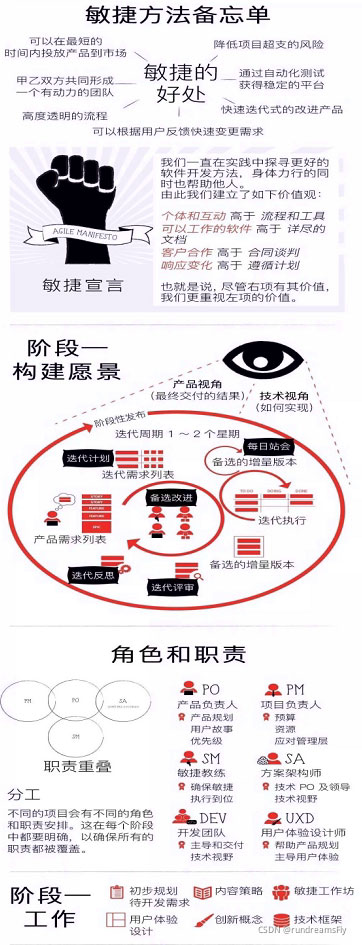 敏捷方法备忘单
可以在最短的
时间内投放产品到市场
降低项目超支的风险
敏捷的
好处
甲乙双方共同形成
一个有动力的团队
通过自动化测试
获得稳定的平台
高度透明的流程
快速迭代式的改进产品
可以根据用户反馈快速变更需求
AGILE MANIFESTO
敏捷宣言
我们一直在实践中探寻更好的
软件开发方法，身体力行的同
时也帮助他人。
由此我们建立了如下价值观：
个体和互动 高于 流程和工具
可以工作的软件 高于 详尽的
文档
客户合作 高于 合同谈判
响应变化 高于 遵循计划
也就是说，尽管右项有其价值，
我们更重视左项的价值。
阶段—
构建愿景
产品视角
(最终交付的结果)
技术视角
(如何实现)
阶段性发布
迭代周期 1 ～ 2 个星期
每日站会
备选的增量版本
迭代计划
迭代需求列表
备选改进
TO DO
DOING
DONE
迭代执行
STORY
STORY
FEATURE
FEATURE
EPIC
产品需求列表
备选的增量版本
迭代反思
迭代评审
角色和职责
PM
PO
SA
SM
职责重叠
分工
不同的项目会有不同的角色
和职责安排。这在每个阶段
中都要明确，以确保所有的
职责都被覆盖。
PO
产品负责人
产品规划
用户故事
优先级
PM
项目负责人
预算
资源
应对管理层
SM
敏捷教练
确保敏捷
执行到位
SA
方案架构师
技术 PO 及领导
技术视野
DEV
开发团队
主导和交付
技术视野
UXD
用户体验设计师
帮助产品规划
主导用户体验
阶段—
工作
初步规划
待开发需求
内容策略
敏捷工作坊
用户体验
设计
创新概念
技术框架
CSDN @rundreamsFly